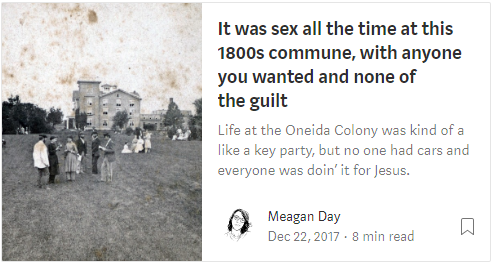 It was sex all the time at this
1800s commune, with anyone
you wanted and none of
the guilt
Life at the Oneida Colony was kind of a
like a key party, but no one had cars and
everyone was doin’ it for Jesus.
Meagan Day
Dec 22, 2017 · 8 min read